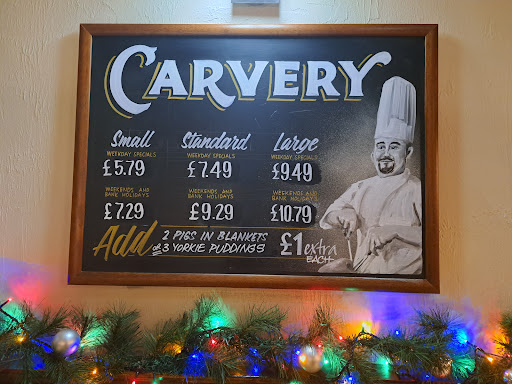 CARVERY
Small Standard Large
WEEKDAY SPECIALS WEEKDAY SPECIALS WEEKDAY SPECIALS
£5.79 £7.49 £9.49
WEEKENDS AND WEEKENDS AND WEEKENDS AND
BANK HOLIDAYS BANK HOLIDAYS BANK HOLIDAYS
£7.29 £9.29 £10.79
Add 2 PIGS IN BLANKETS £1 extra
OR 3 YORKIE PUDDINGS EACH